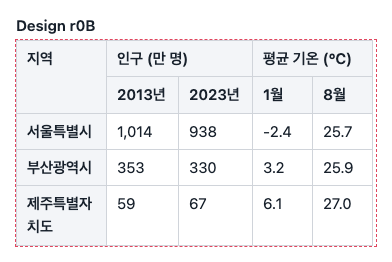 Design r0B
지역 인구 (만 명) 평균 기온 (°C)
2013년 2023년 1월 8월
서울특별시 1,014 938 -2.4 25.7
부산광역시 353 330 3.2 25.9
제주특별자 59 67 6.1 27.0
치도